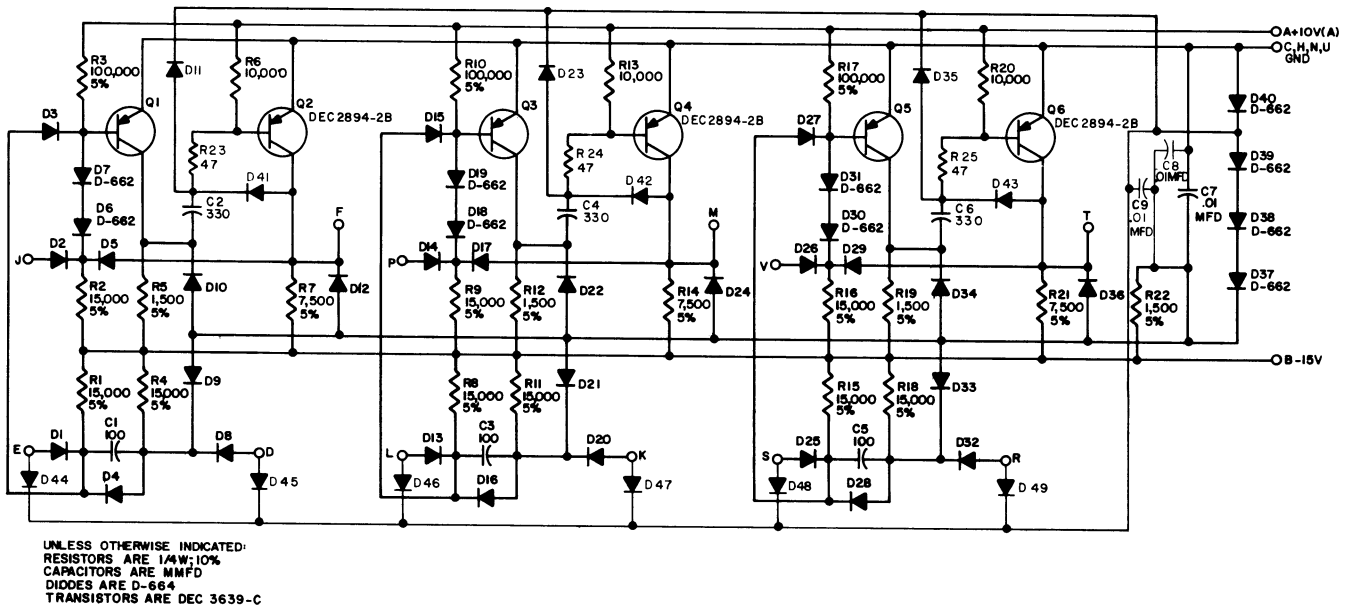 A+10V(A)
C,H,N,U
GND
R3
100,000
5%
D11
R6
10,000
R10
100,000
5%
D23
R13
10,000
R17
100,000
5%
D35
R20
10,000
D3
Q1
Q2
DEC2894-2B
D15
Q3
Q4
DEC2894-2B
D27
Q5
Q6
DEC2894-2B
D40
D-662
R23
47
R24
47
R25
47
D7
D-662
D41
D19
D-662
D42
D31
D-662
D43
C8
.01MFD
D39
D-662
C9
.01
MFD
C7
.01
MFD
D6
D-662
C2
330
F
D18
D-662
C4
330
M
D30
D-662
C6
330
T
D38
D-662
J
D2
D5
P
D14
D17
V
D26
D29
R2
15,000
5%
R5
1,500
5%
D10
R7
7,500
5%
D12
R9
15,000
5%
R12
1,500
5%
D22
R14
7,500
5%
D24
R16
15,000
5%
R19
1,500
5%
D34
R21
7,500
5%
D36
R22
1,500
5%
D37
D-662
B-15V
R1
15,000
5%
R4
15,000
5%
D9
R8
15,000
5%
R11
15,000
5%
D21
R15
15,000
5%
R18
15,000
5%
D33
E
D1
C1
100
D8
D
L
D13
C3
100
D20
K
S
D25
C5
100
D32
R
D44
D4
D45
D46
D16
D47
D48
D28
D49
UNLESS OTHERWISE INDICATED:
RESISTORS ARE 1/4W; 10%
CAPACITORS ARE MMFD
DIODES ARE D-664
TRANSISTORS ARE DEC 3639-C